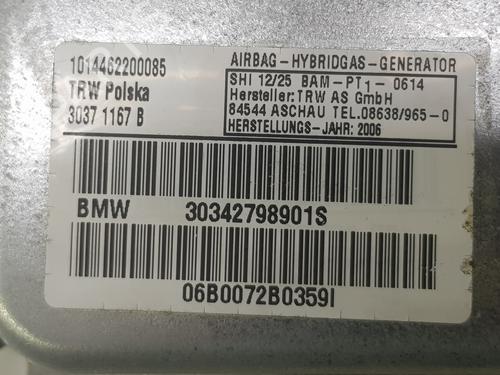 1014462200085
TRW Polska
3037 1167 B
AIRBAG-HYBRIDGAS-GENERATOR
SHI 12/25 BAM-PT1- 0614
Hersteller: TRW AS GmbH
84544 ASCHAU TEL.08638/965-0
HERSTELLUNGS-JAHR: 2006
BMW 30342798901S
06B0072B0359I